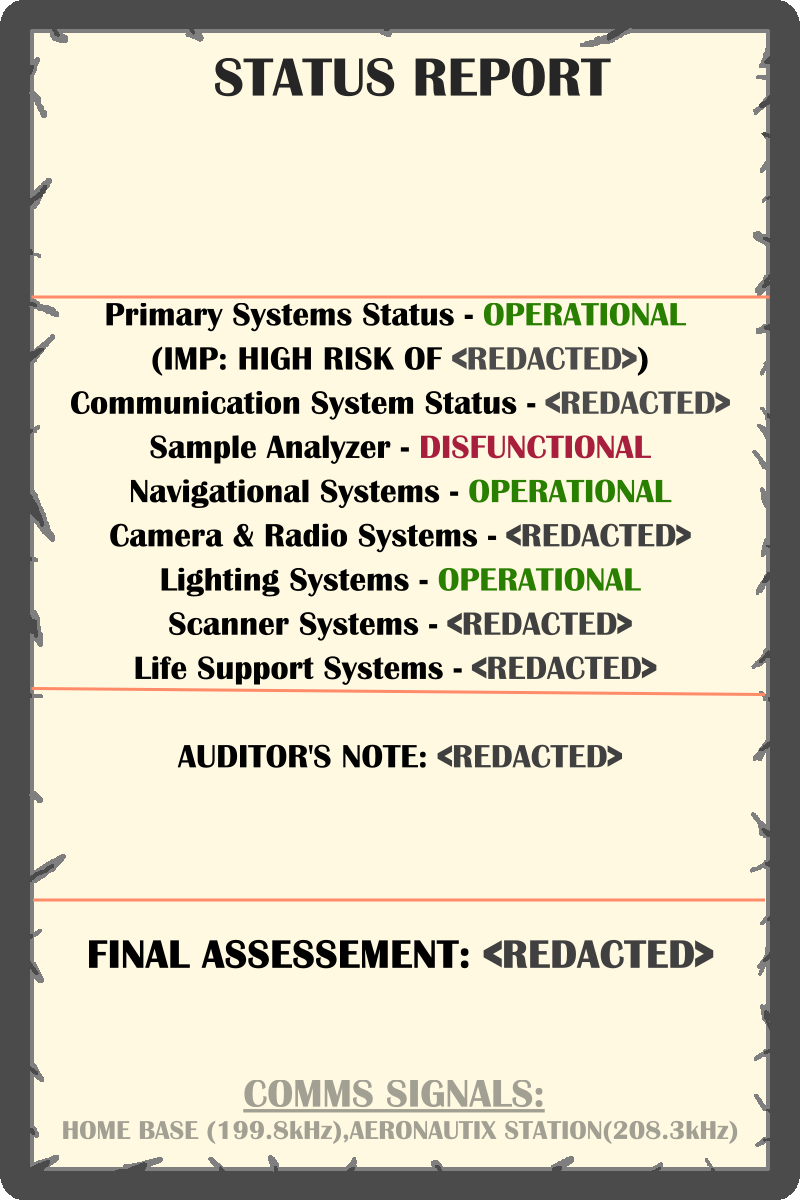 STATUS REPORT
Primary Systems Status - OPERATIONAL
(IMP: HIGH RISK OF <REDACTED>)
Communication System Status - <REDACTED>
Sample Analyzer - DISFUNCTIONAL
Navigational Systems - OPERATIONAL
Camera & Radio Systems - <REDACTED>
Lighting Systems - OPERATIONAL
Scanner Systems - <REDACTED>
Life Support Systems - <REDACTED>
AUDITOR'S NOTE: <REDACTED>
FINAL ASSESSEMENT: <REDACTED>
COMMS SIGNALS:
HOME BASE (199.8kHz),AERONAUTIX STATION(208.3kHz)